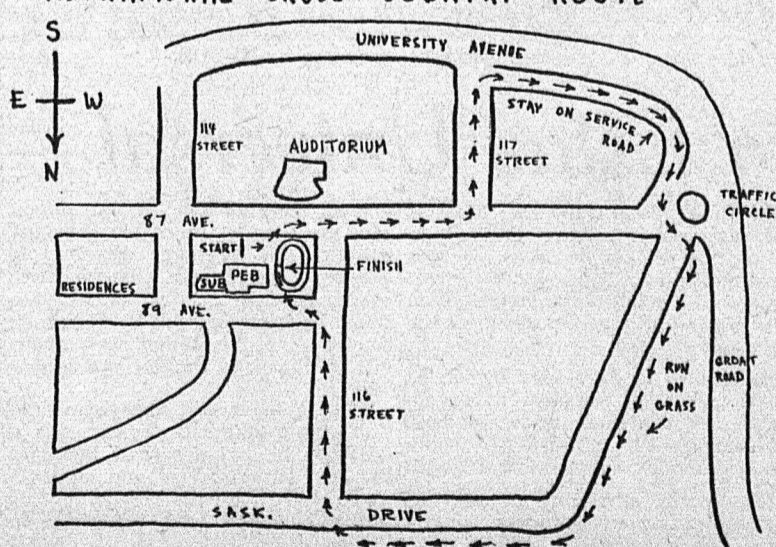 S
E W
N
UNIVERSITY AVENUE
STAY ON SERVICE
ROAD
114
STREET
AUDITORIUM
117
STREET
TRAFFIC
CIRCLE
87 AVE.
START
FINISH
PEB
SUB
RESIDENCES
89 AVE.
116
STREET
RUN
ON
GRASS
GROAT
ROAD
SASK. DRIVE